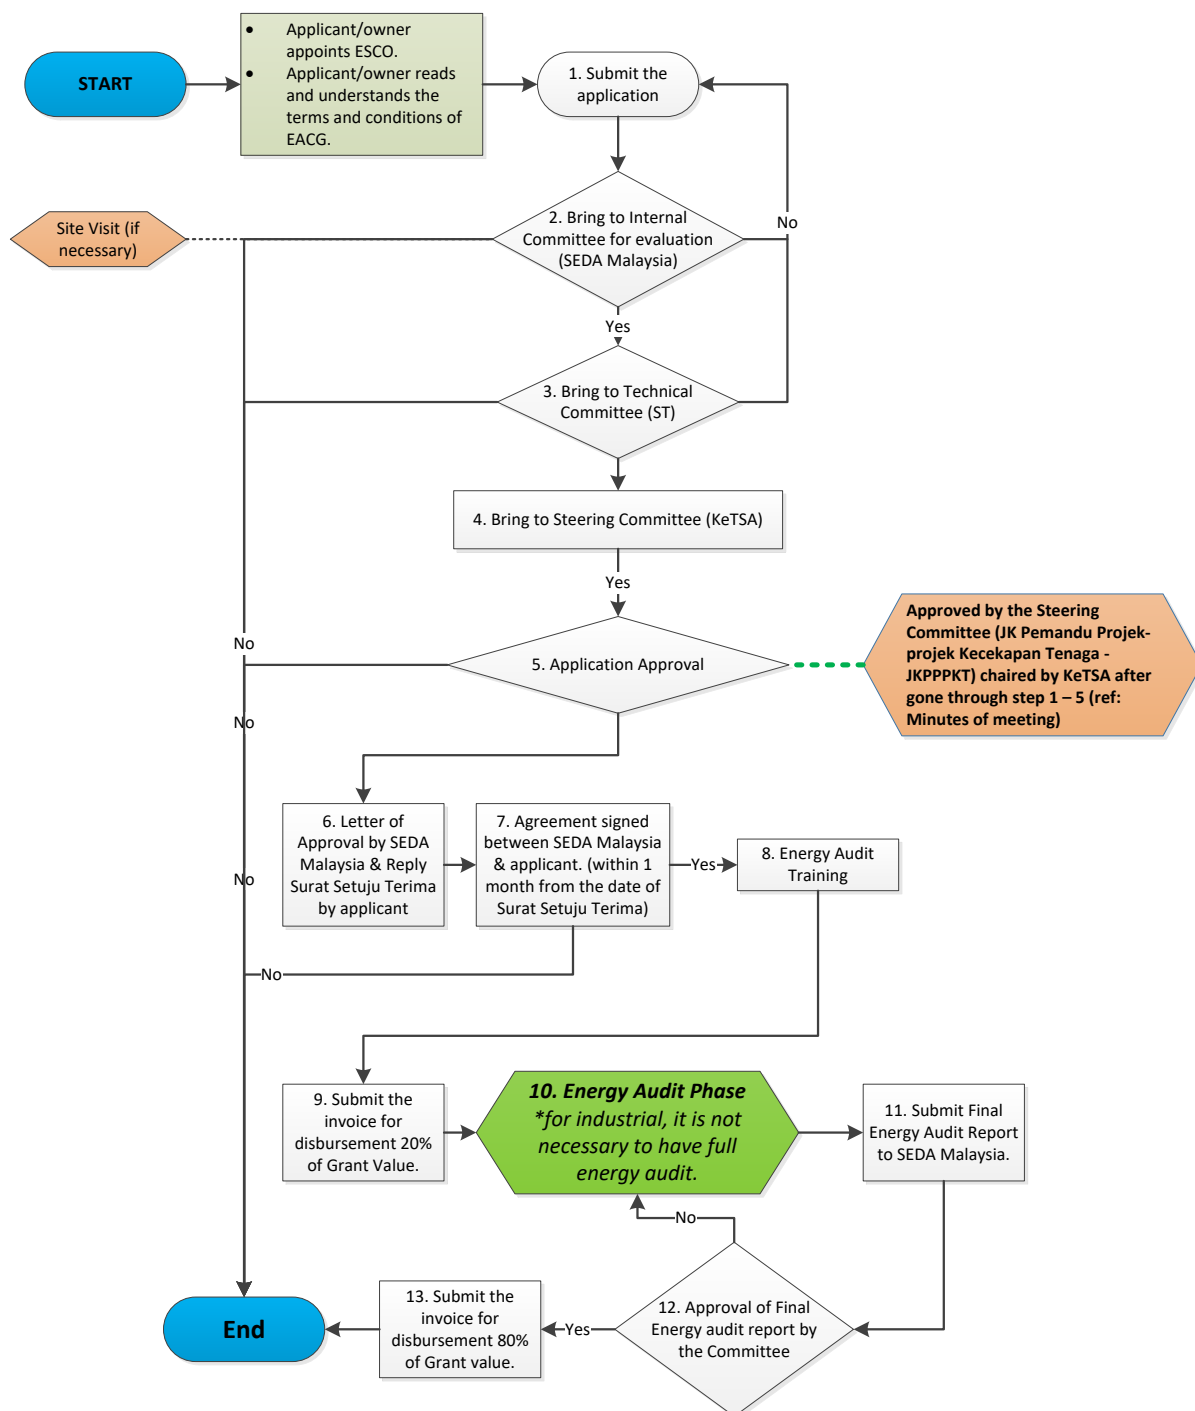 START
• Applicant/owner
appoints ESCO.
• Applicant/owner reads
and understands the
terms and conditions of
EACG.
1. Submit the
application
Site Visit (if
necessary)
2. Bring to Internal
Committee for evaluation
(SEDA Malaysia)
No
Yes
3. Bring to Technical
Committee (ST)
4. Bring to Steering Committee (KeTSA)
Yes
No
5. Application Approval
Approved by the Steering
Committee (JK Pemandu Projek-
projek Kecekapan Tenaga -
JKPPPKT) chaired by KeTSA after
gone through step 1 – 5 (ref:
Minutes of meeting)
No
6. Letter of
Approval by SEDA
Malaysia & Reply
Surat Setuju Terima
by applicant
7. Agreement signed
between SEDA Malaysia
& applicant. (within 1
month from the date of
Surat Setuju Terima)
Yes
8. Energy Audit
Training
No
No
9. Submit the
invoice for
disbursement 20%
of Grant Value.
10. Energy Audit Phase
*for industrial, it is not
necessary to have full
energy audit.
11. Submit Final
Energy Audit Report
to SEDA Malaysia.
No
End
13. Submit the
invoice for
disbursement 80%
of Grant value.
Yes
12. Approval of Final
Energy audit report by
the Committee